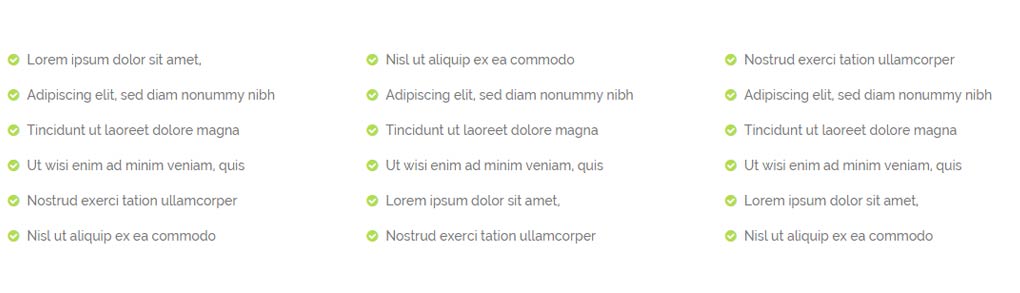 Lorem ipsum dolor sit amet,
Adipiscing elit, sed diam nonummy nibh
Tincidunt ut laoreet dolore magna
Ut wisi enim ad minim veniam, quis
Nostrud exerci tation ullamcorper
Nisl ut aliquip ex ea commodo
Nisl ut aliquip ex ea commodo
Adipiscing elit, sed diam nonummy nibh
Tincidunt ut laoreet dolore magna
Ut wisi enim ad minim veniam, quis
Lorem ipsum dolor sit amet,
Nostrud exerci tation ullamcorper
Nostrud exerci tation ullamcorper
Adipiscing elit, sed diam nonummy nibh
Tincidunt ut laoreet dolore magna
Ut wisi enim ad minim veniam, quis
Lorem ipsum dolor sit amet,
Nisl ut aliquip ex ea commodo